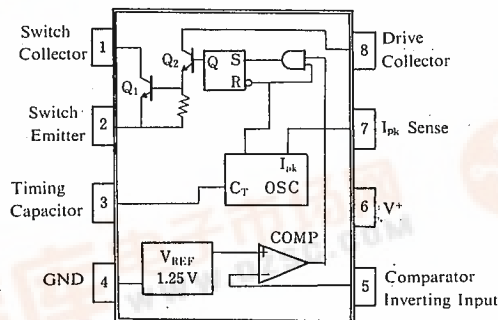 Switch
Collector
1
Q₁
Q₂
Q
S
R
8
Drive
Collector
Switch
Emitter
2
7
Ipk Sense
Ipk
CT OSC
Timing
Capacitor
3
6
V+
COMP
GND
4
VREF
1.25 V
+
−
5
Comparator
Inverting Input